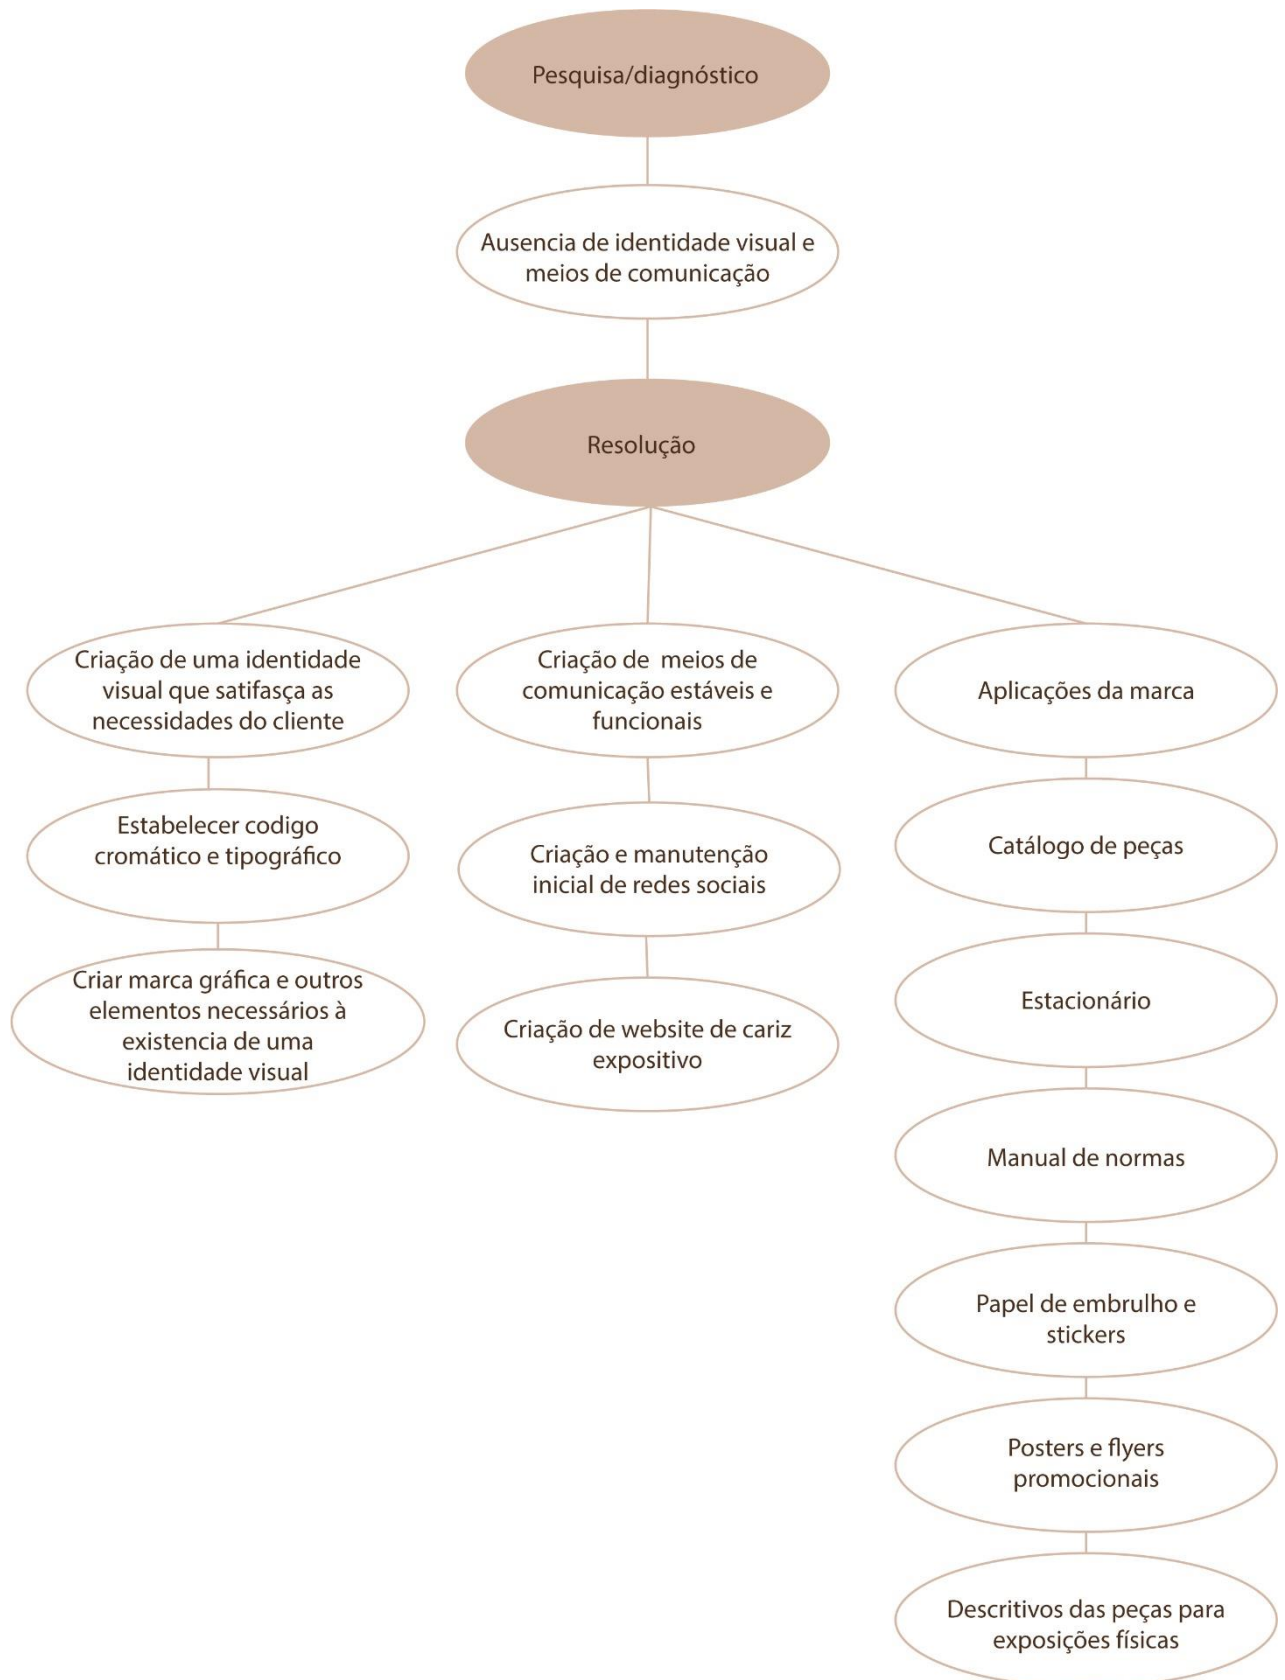 Pesquisa/diagnóstico
Ausencia de identidade visual e
meios de comunicação
Resolução
Criação de uma identidade
visual que satifasça as
necessidades do cliente
Estabelecer codigo
cromático e tipográfico
Criar marca gráfica e outros
elementos necessários à
existencia de uma
identidade visual
Criação de  meios de
comunicação estáveis e
funcionais
Criação e manutenção
inicial de redes sociais
Criação de website de cariz
expositivo
Aplicações da marca
Catálogo de peças
Estacionário
Manual de normas
Papel de embrulho e
stickers
Posters e flyers
promocionais
Descritivos das peças para
exposições físicas